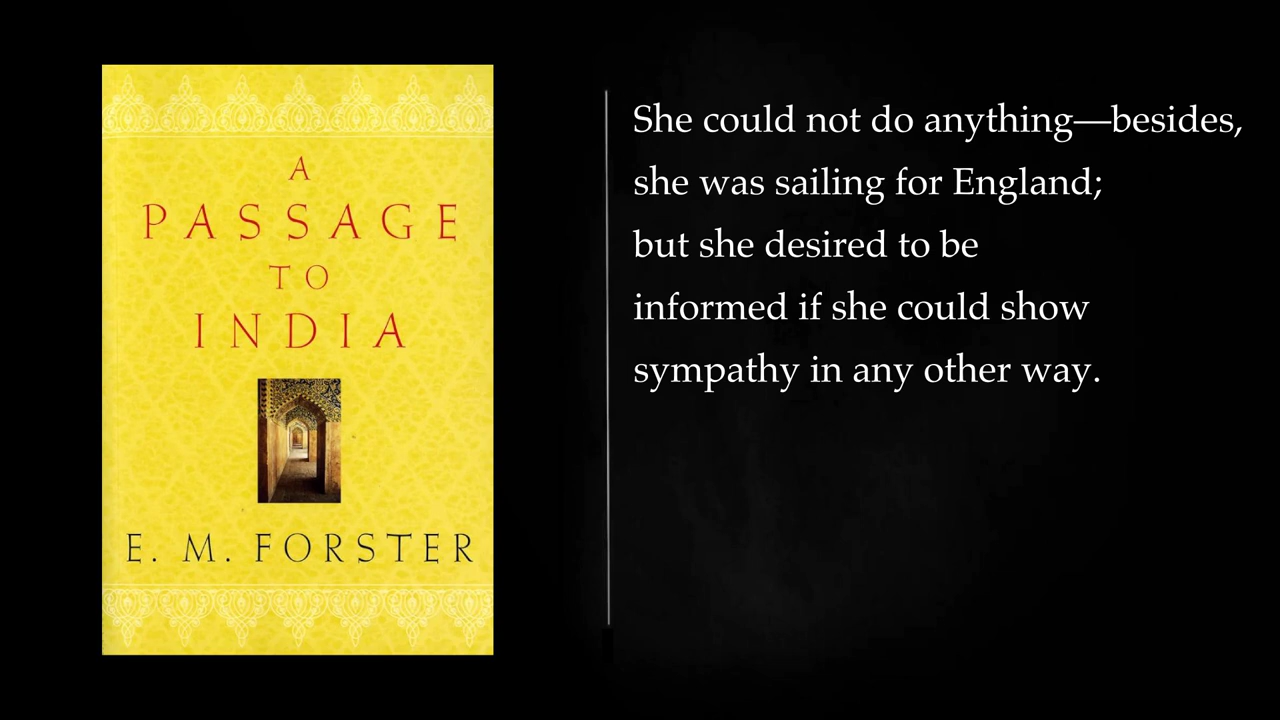 A
PASSAGE
TO
INDIA
E. M. FORSTER
She could not do anything—besides,
she was sailing for England;
but she desired to be
informed if she could show
sympathy in any other way.